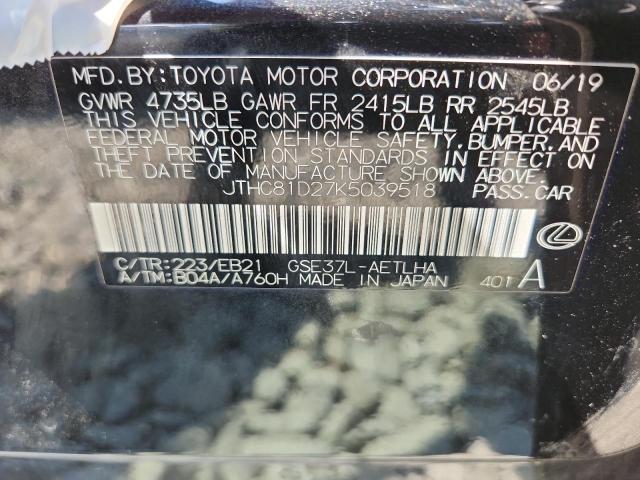 MFD.BY:TOYOTA MOTOR CORPORATION 06/19
GVWR 4735LB GAWR FR 2415LB RR 2545LB
THIS VEHICLE CONFORMS TO ALL APPLICABLE
FEDERAL MOTOR VEHICLE SAFETY,BUMPER,AND
THEFT PREVENTION STANDARDS IN EFFECT ON
THE DATE OF MANUFACTURE SHOWN ABOVE.
JTHC81D27K5039518 PASS.CAR
C/TR:223/EB21 GSE37L-AETLHA
A/TM:B04A/A760H MADE IN JAPAN 401 A